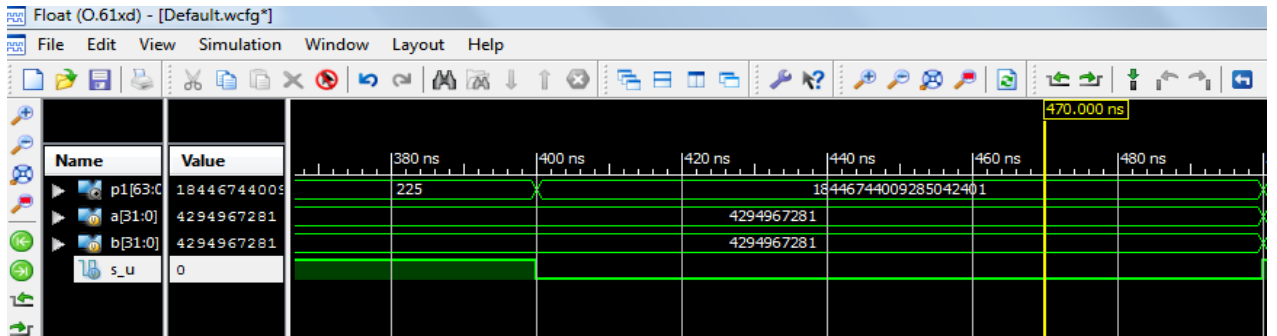 Float (O.61xd) - [Default.wcfg*]
File Edit View Simulation Window Layout Help
470.000 ns
Name Value 380 ns 400 ns 420 ns 440 ns 460 ns 480 ns
p1[63:0 18446744009 225 18446744009285042401
a[31:0] 4294967281 4294967281
b[31:0] 4294967281 4294967281
s_u 0